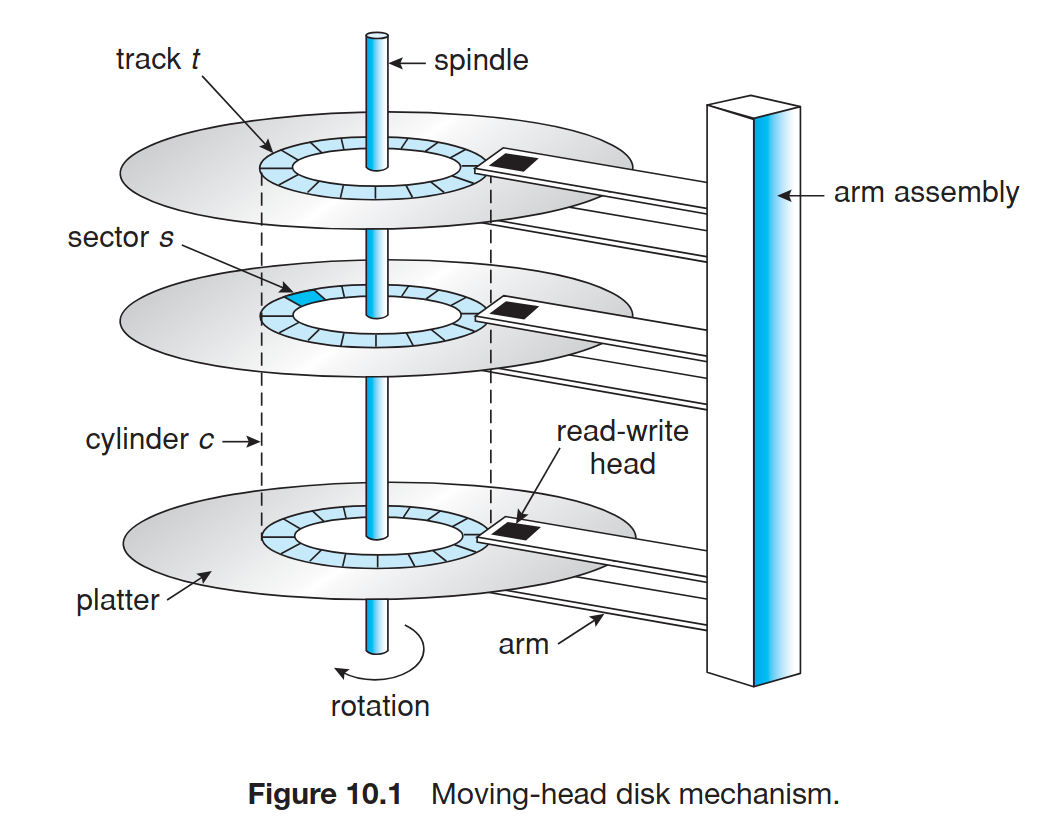 track t
spindle
arm assembly
sector s
cylinder c
read-write
head
platter
arm
rotation
Figure 10.1 Moving-head disk mechanism.